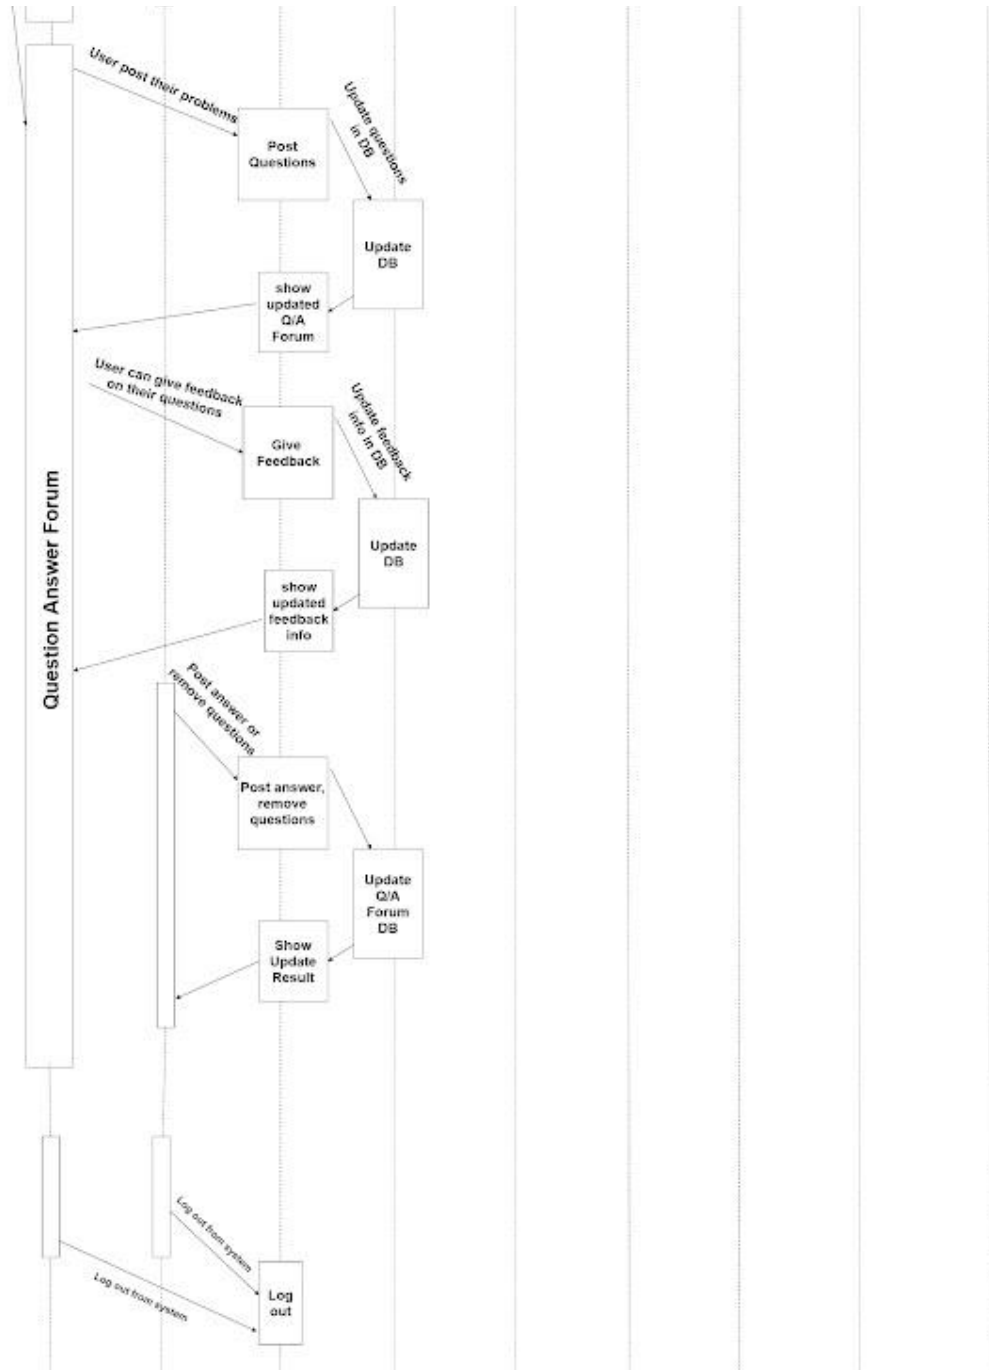 User post their problems
Update questions
in DB
Post
Questions
Update
DB
show
updated
Q/A
Forum
User can give feedback
on their questions
Update feedback
info in DB
Give
Feedback
Question Answer Forum
Update
DB
show
updated
feedback
info
Post answer or
remove questions
Post answer,
remove
questions
Update
Q/A
Forum
DB
Show
Update
Result
Log out from system
Log out from system
Log
out